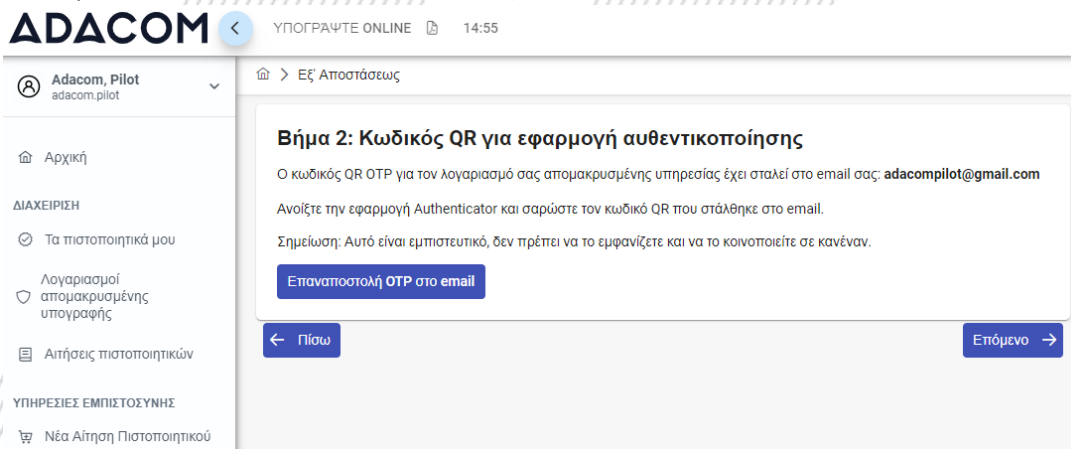 ADACOM
ΥΠΟΓΡΑΨΤΕ ONLINE 14:55
Adacom, Pilot
adacom.pilot
Εξ' Αποστάσεως
Αρχική
ΔΙΑΧΕΙΡΙΣΗ
Τα πιστοποιητικά μου
Λογαριασμοί
απομακρυσμένης
υπογραφής
Αιτήσεις πιστοποιητικών
ΥΠΗΡΕΣΙΕΣ ΕΜΠΙΣΤΟΣΥΝΗΣ
Νέα Αίτηση Πιστοποιητικού
Βήμα 2: Κωδικός QR για εφαρμογή αυθεντικοποίησης
Ο κωδικός QR OTP για τον λογαριασμό σας απομακρυσμένης υπηρεσίας έχει σταλεί στο email σας: adacompilot@gmail.com
Ανοίξτε την εφαρμογή Authenticator και σαρώστε τον κωδικό QR που στάλθηκε στο email.
Σημείωση: Αυτό είναι εμπιστευτικό, δεν πρέπει να το εμφανίζετε και να το κοινοποιείτε σε κανέναν.
Επαναποστολή OTP στο email
Πίσω
Επόμενο